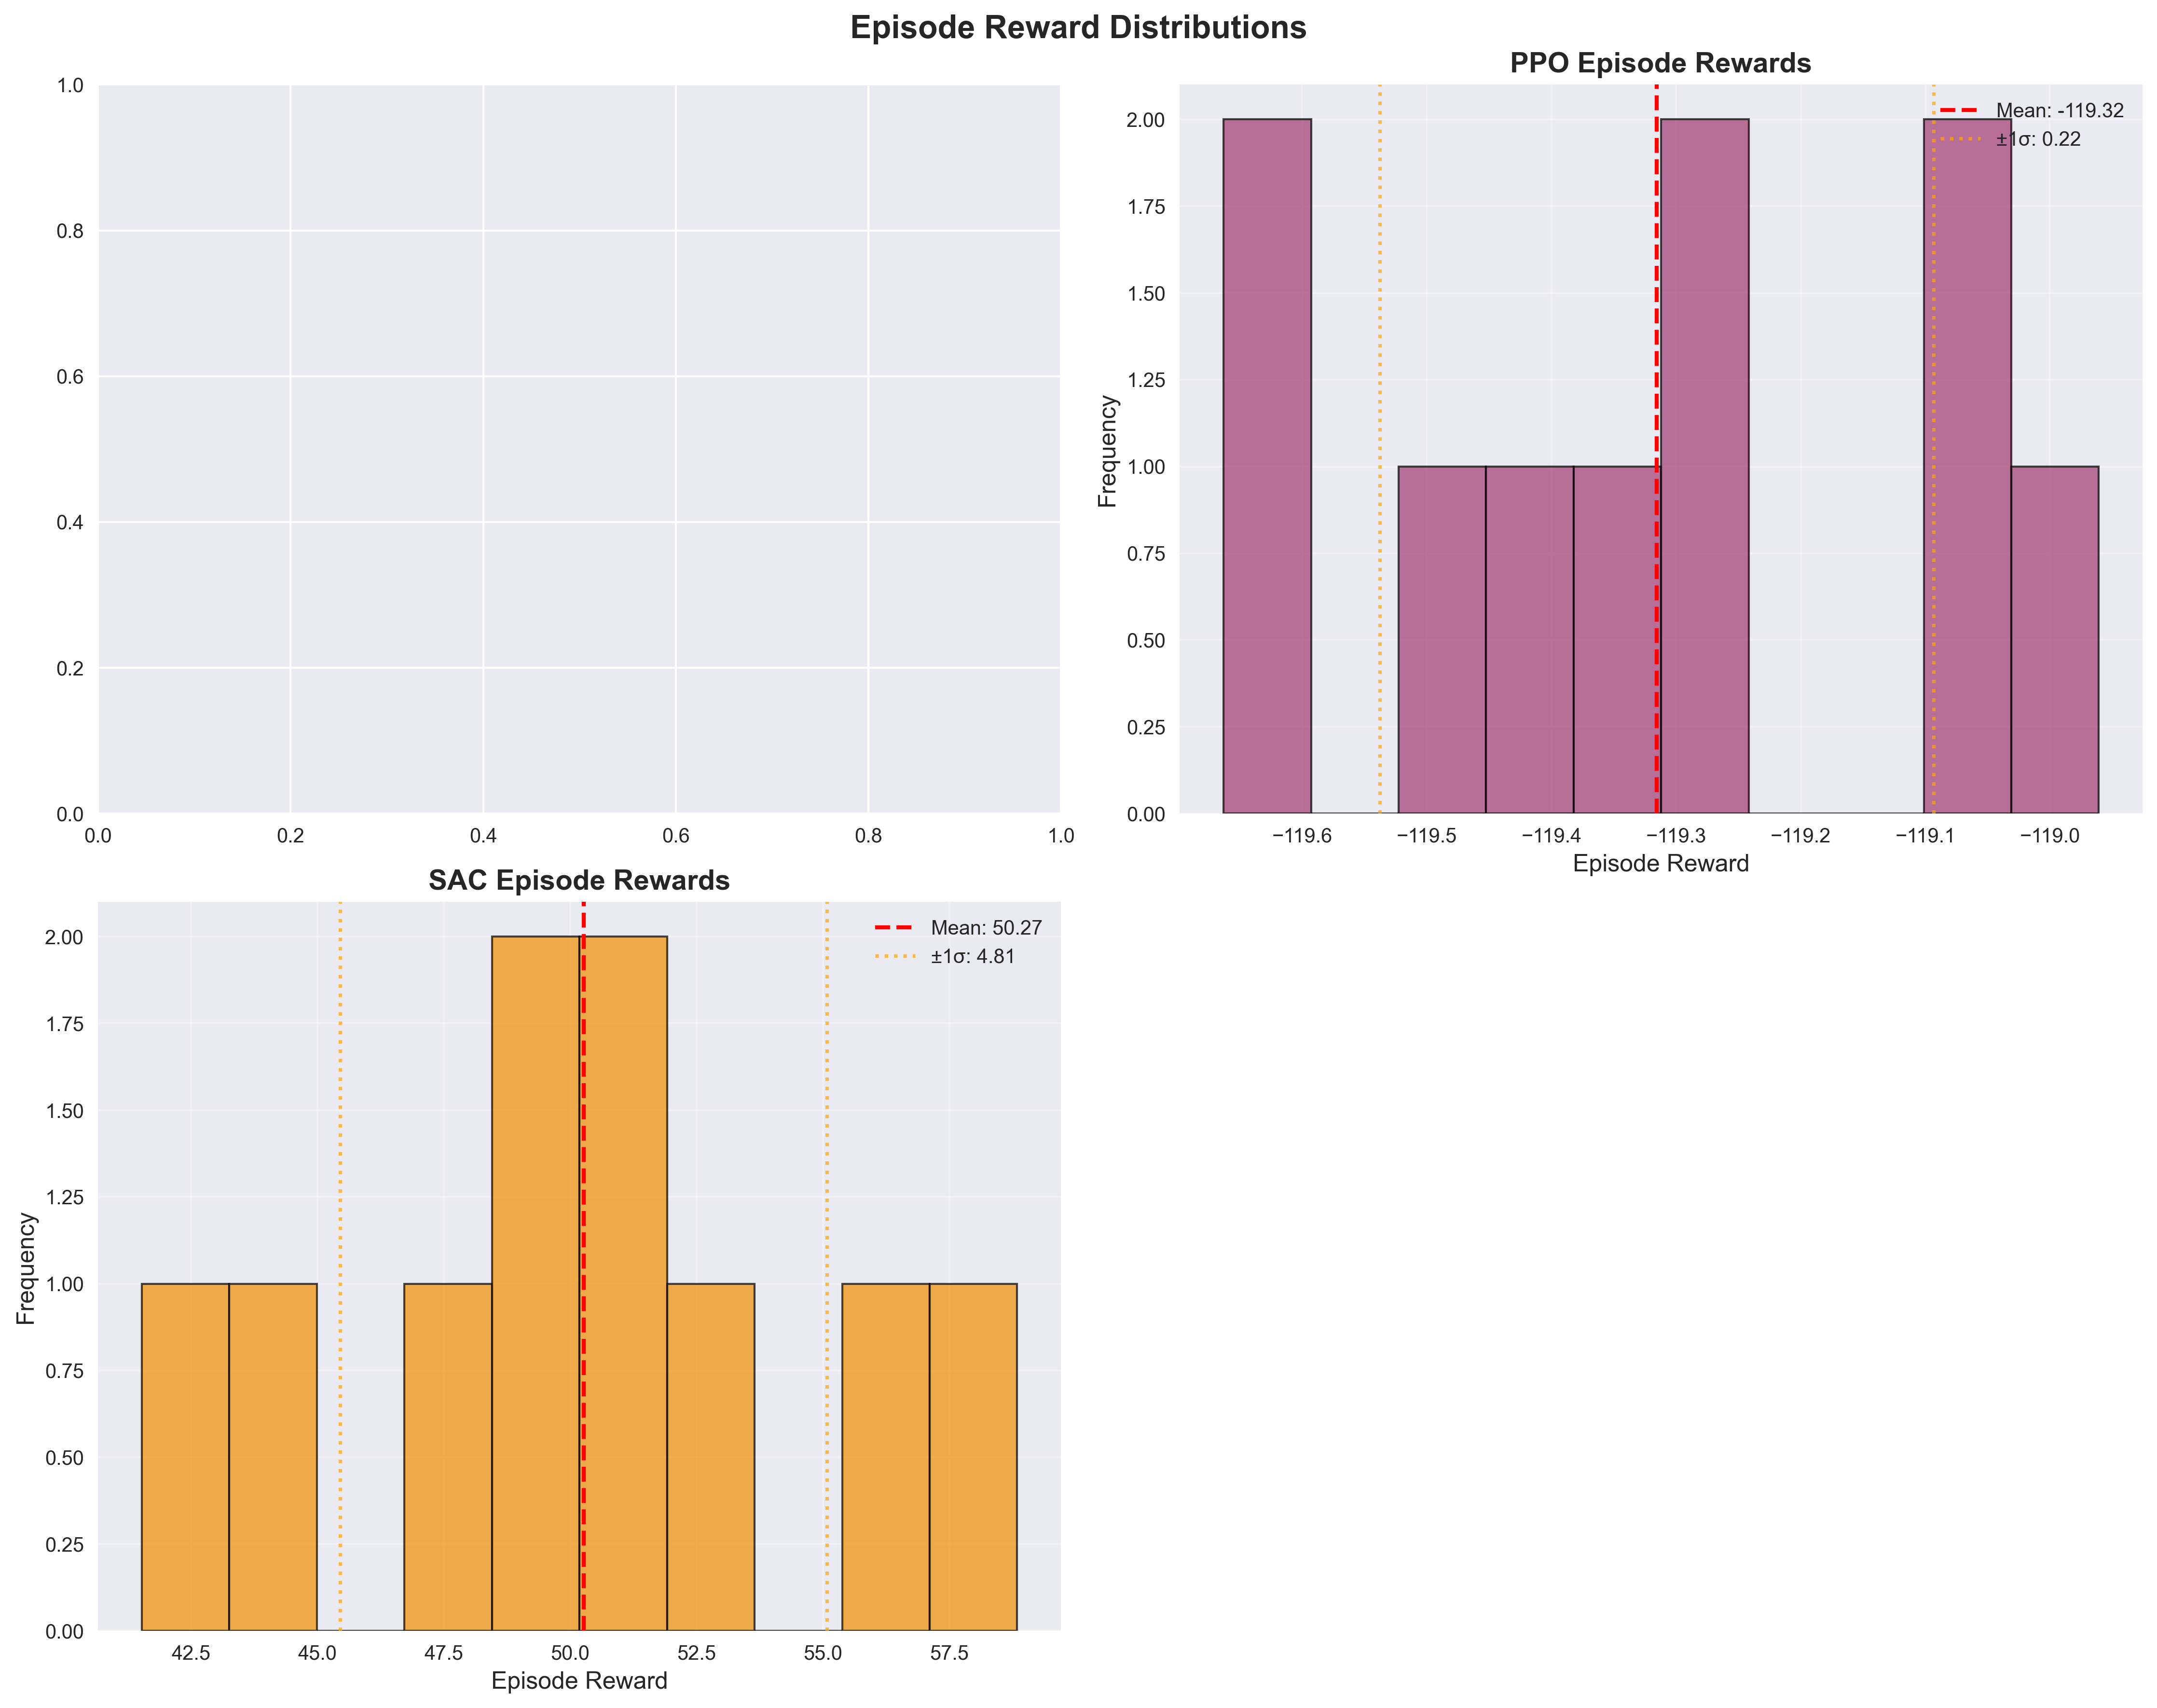 Episode Reward Distributions
1.0
0.8
0.6
0.4
0.2
0.0
0.0 0.2 0.4 0.6 0.8 1.0
PPO Episode Rewards
Mean: -119.32
±1σ: 0.22
2.00
1.75
1.50
1.25
1.00
0.75
0.50
0.25
0.00
Frequency
−119.6 −119.5 −119.4 −119.3 −119.2 −119.1 −119.0
Episode Reward
SAC Episode Rewards
Mean: 50.27
±1σ: 4.81
2.00
1.75
1.50
1.25
1.00
0.75
0.50
0.25
0.00
Frequency
42.5 45.0 47.5 50.0 52.5 55.0 57.5
Episode Reward